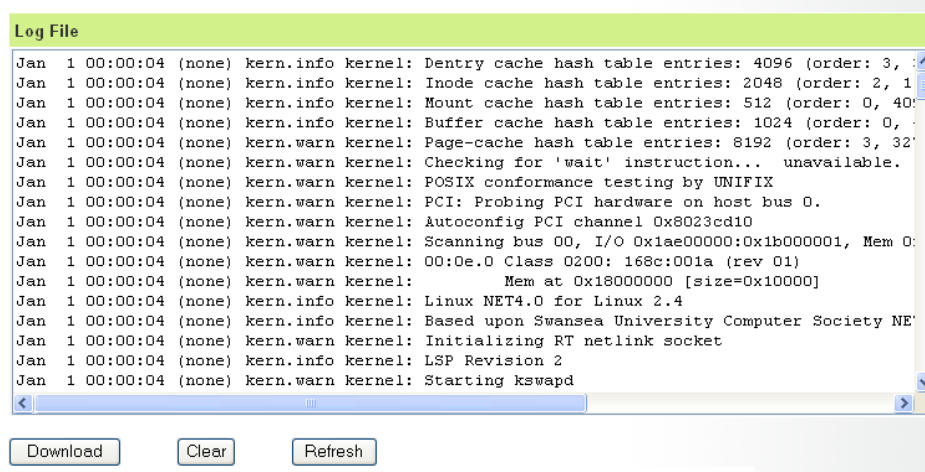 Log File
Jan  1 00:00:04 (none) kern.info kernel: Dentry cache hash table entries: 4096 (order: 3,
Jan  1 00:00:04 (none) kern.info kernel: Inode cache hash table entries: 2048 (order: 2, 1
Jan  1 00:00:04 (none) kern.info kernel: Mount cache hash table entries: 512 (order: 0,
Jan  1 00:00:04 (none) kern.info kernel: Buffer cache hash table entries: 1024 (order: 0,
Jan  1 00:00:04 (none) kern.warn kernel: Page-cache hash table entries: 8192 (order: 3, 32
Jan  1 00:00:04 (none) kern.warn kernel: Checking for 'wait' instruction...  unavailable.
Jan  1 00:00:04 (none) kern.warn kernel: POSIX conformance testing by UNIFIX
Jan  1 00:00:04 (none) kern.warn kernel: PCI: Probing PCI hardware on host bus 0.
Jan  1 00:00:04 (none) kern.warn kernel: Autoconfig PCI channel 0x8023cd10
Jan  1 00:00:04 (none) kern.warn kernel: Scanning bus 00, I/O 0x1ae00000:0x1b000001, Mem
Jan  1 00:00:04 (none) kern.warn kernel: 00:0e.0 Class 0200: 168c:001a (rev 01)
Jan  1 00:00:04 (none) kern.warn kernel:         Mem at 0x18000000 [size=0x10000]
Jan  1 00:00:04 (none) kern.info kernel: Linux NET4.0 for Linux 2.4
Jan  1 00:00:04 (none) kern.info kernel: Based upon Swansea University Computer Society
Jan  1 00:00:04 (none) kern.warn kernel: Initializing RT netlink socket
Jan  1 00:00:04 (none) kern.info kernel: LSP Revision 2
Jan  1 00:00:04 (none) kern.warn kernel: Starting kswapd
Download Clear Refresh